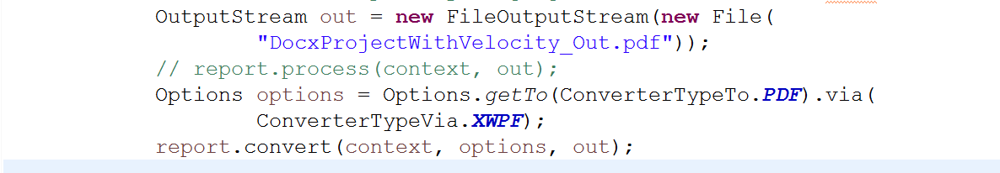 OutputStream out = new FileOutputStream(new File(
"DocxProjectWithVelocity_Out.pdf"));
// report.process(context, out);
Options options = Options.getTo(ConverterTypeTo.PDF).via(
ConverterTypeVia.XWPF);
report.convert(context, options, out);